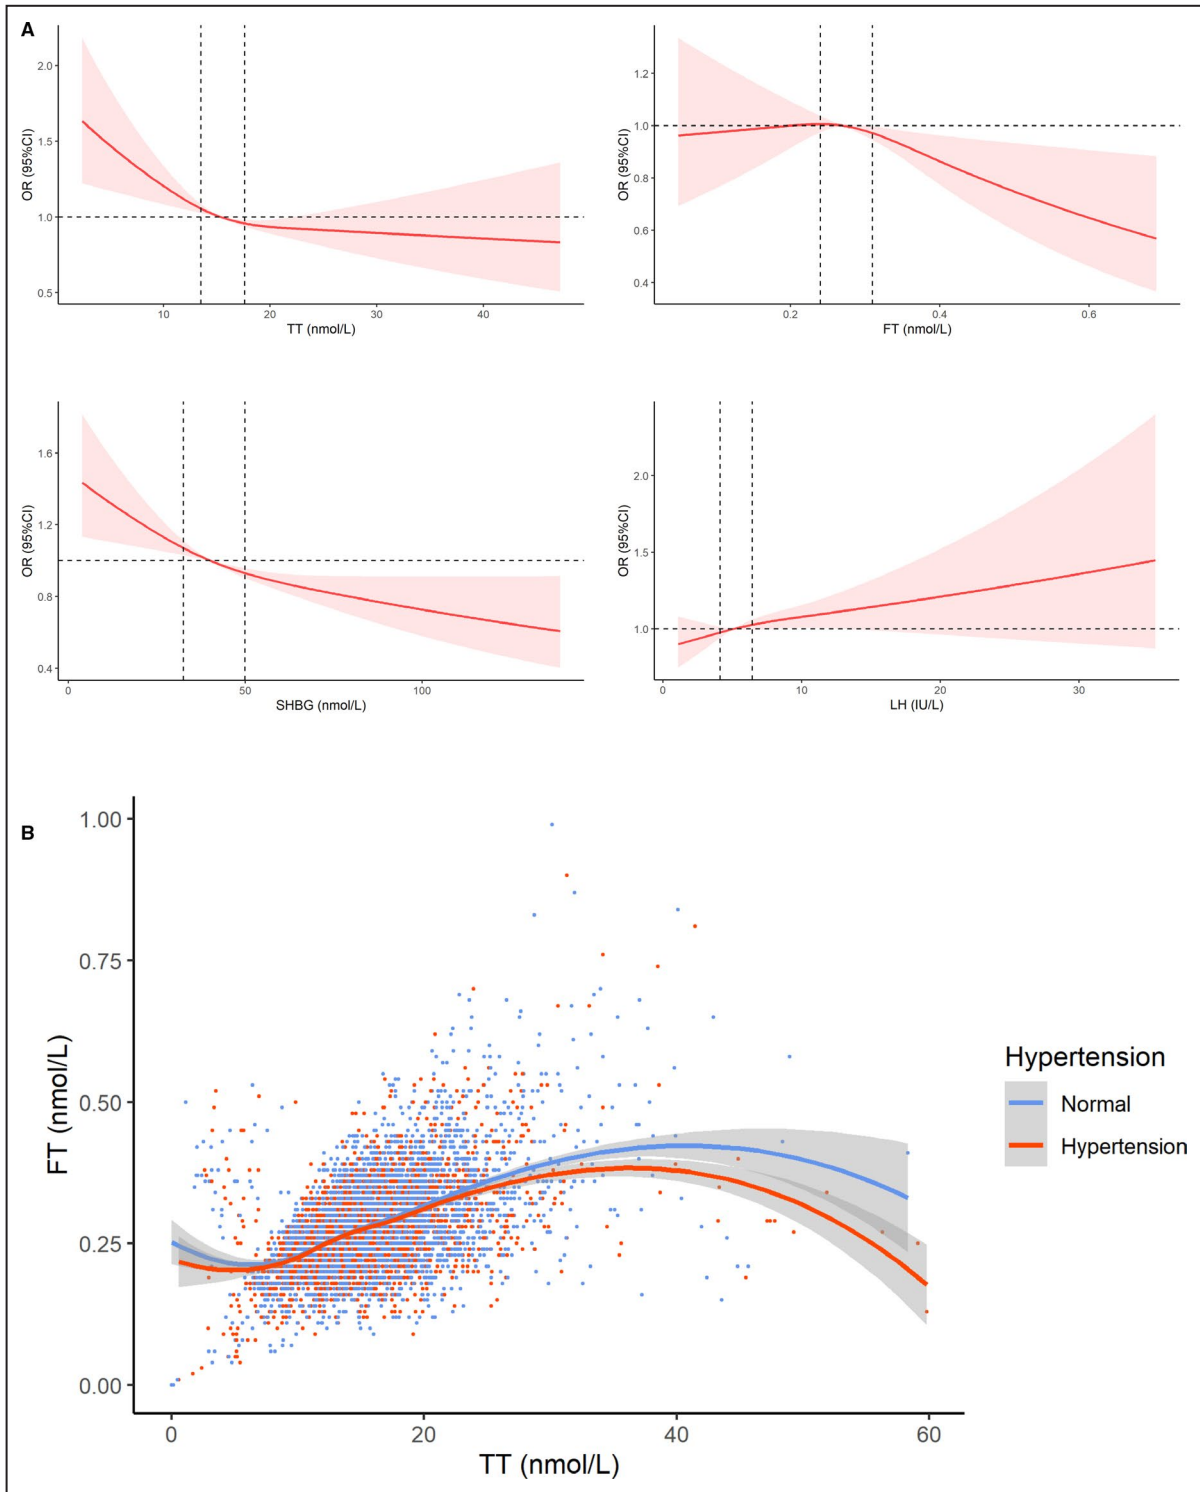 A
OR (95%CI)
2.0
1.5
1.0
0.5
10 20 30 40
TT (nmol/L)
OR (95%CI)
1.2
1.0
0.8
0.6
0.4
0.2 0.4 0.6
FT (nmol/L)
OR (95%CI)
1.6
1.2
0.8
0.4
0 50 100
SHBG (nmol/L)
OR (95%CI)
2.0
1.5
1.0
0 10 20 30
LH (IU/L)
B
FT (nmol/L)
1.00
0.75
0.50
0.25
0.00
0 20 40 60
TT (nmol/L)
Hypertension
Normal
Hypertension